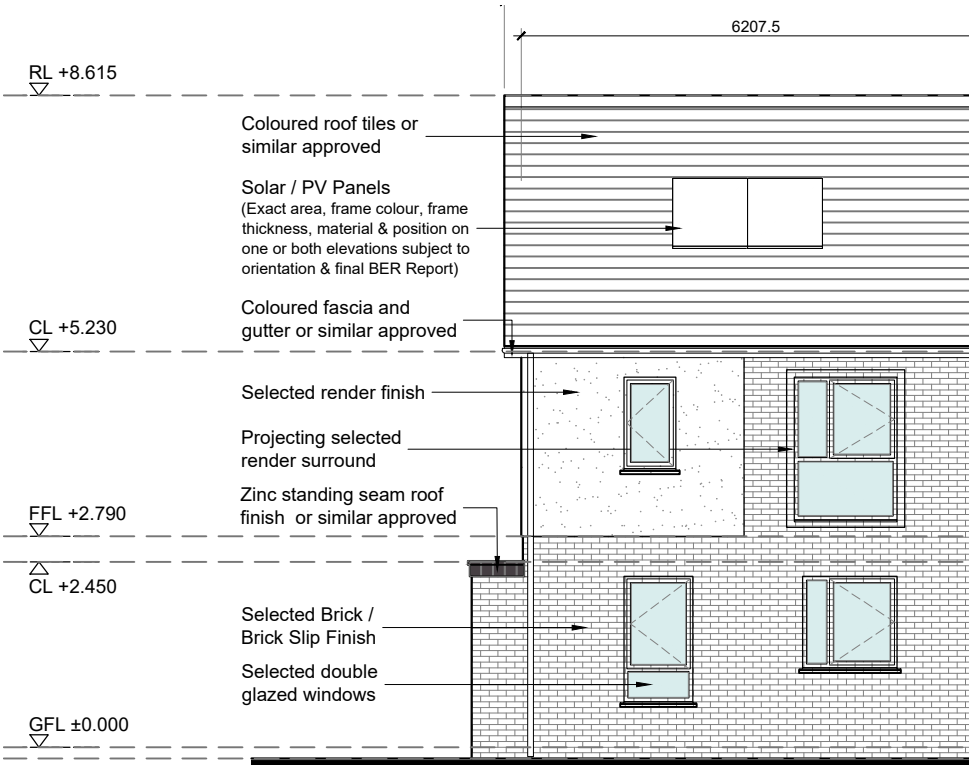 6207.5
RL +8.615
Coloured roof tiles or
similar approved
Solar / PV Panels
(Exact area, frame colour, frame
thickness, material & position on
one or both elevations subject to
orientation & final BER Report)
Coloured fascia and
gutter or similar approved
CL +5.230
Selected render finish
Projecting selected
render surround
Zinc standing seam roof
finish or similar approved
FFL +2.790
CL +2.450
Selected Brick /
Brick Slip Finish
Selected double
glazed windows
GFL ±0.000